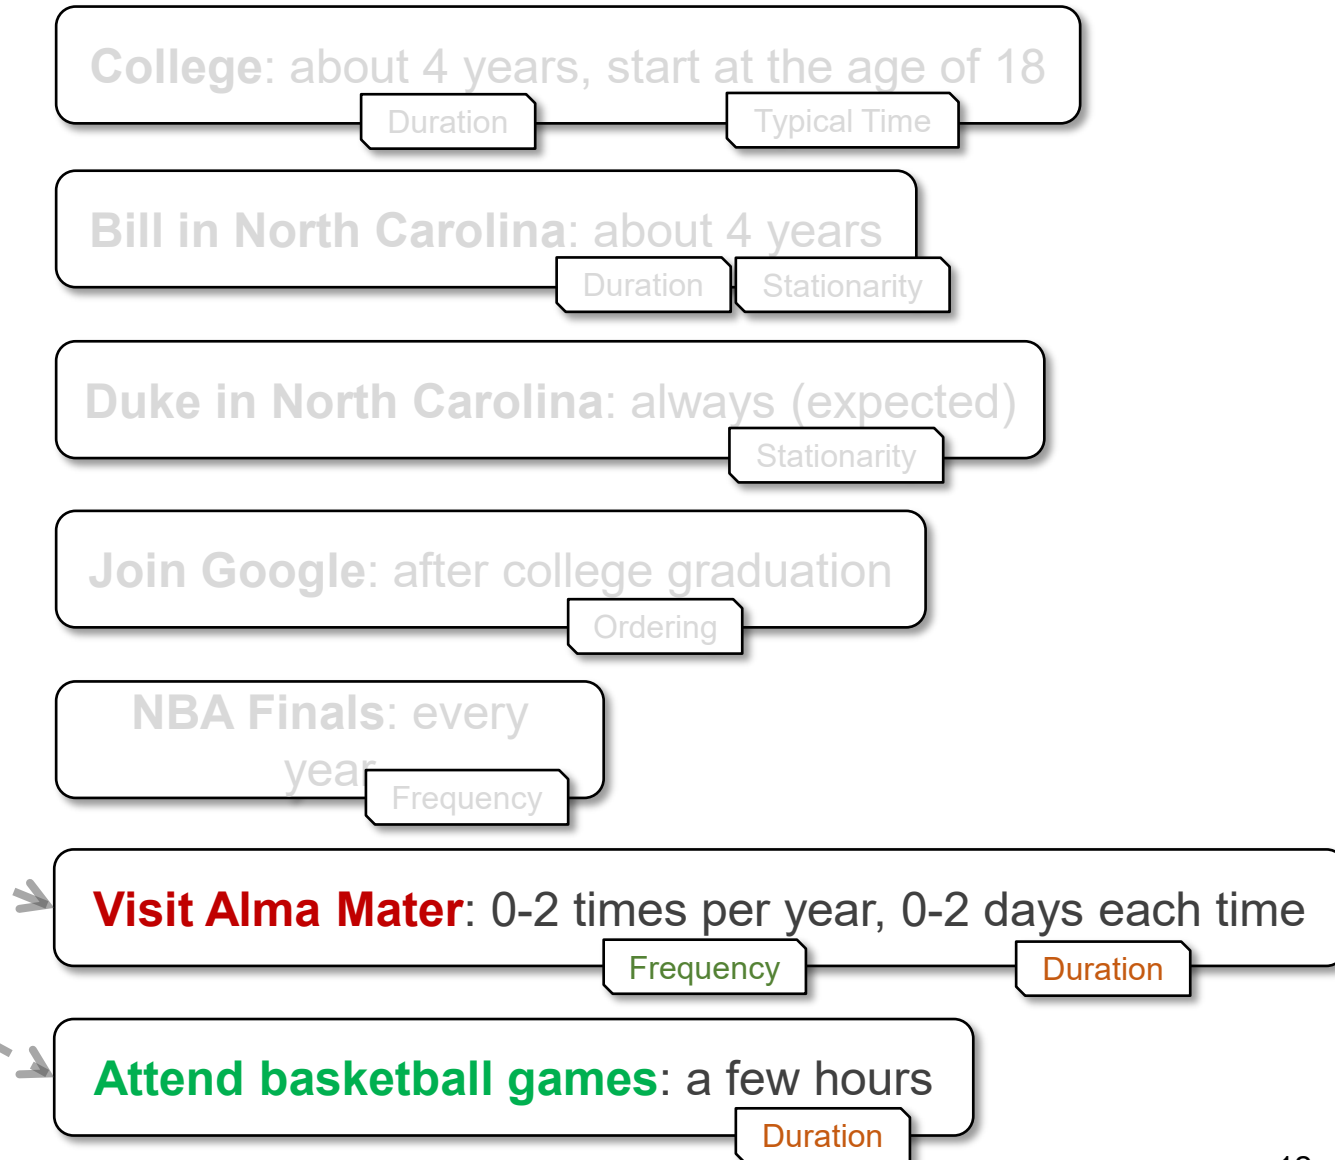 College: about 4 years, start at the age of 18
Duration
Typical Time
Bill in North Carolina: about 4 years
Duration
Stationarity
Duke in North Carolina: always (expected)
Stationarity
Join Google: after college graduation
Ordering
NBA Finals: every
year
Frequency
Visit Alma Mater: 0-2 times per year, 0-2 days each time
Frequency
Duration
Attend basketball games: a few hours
Duration